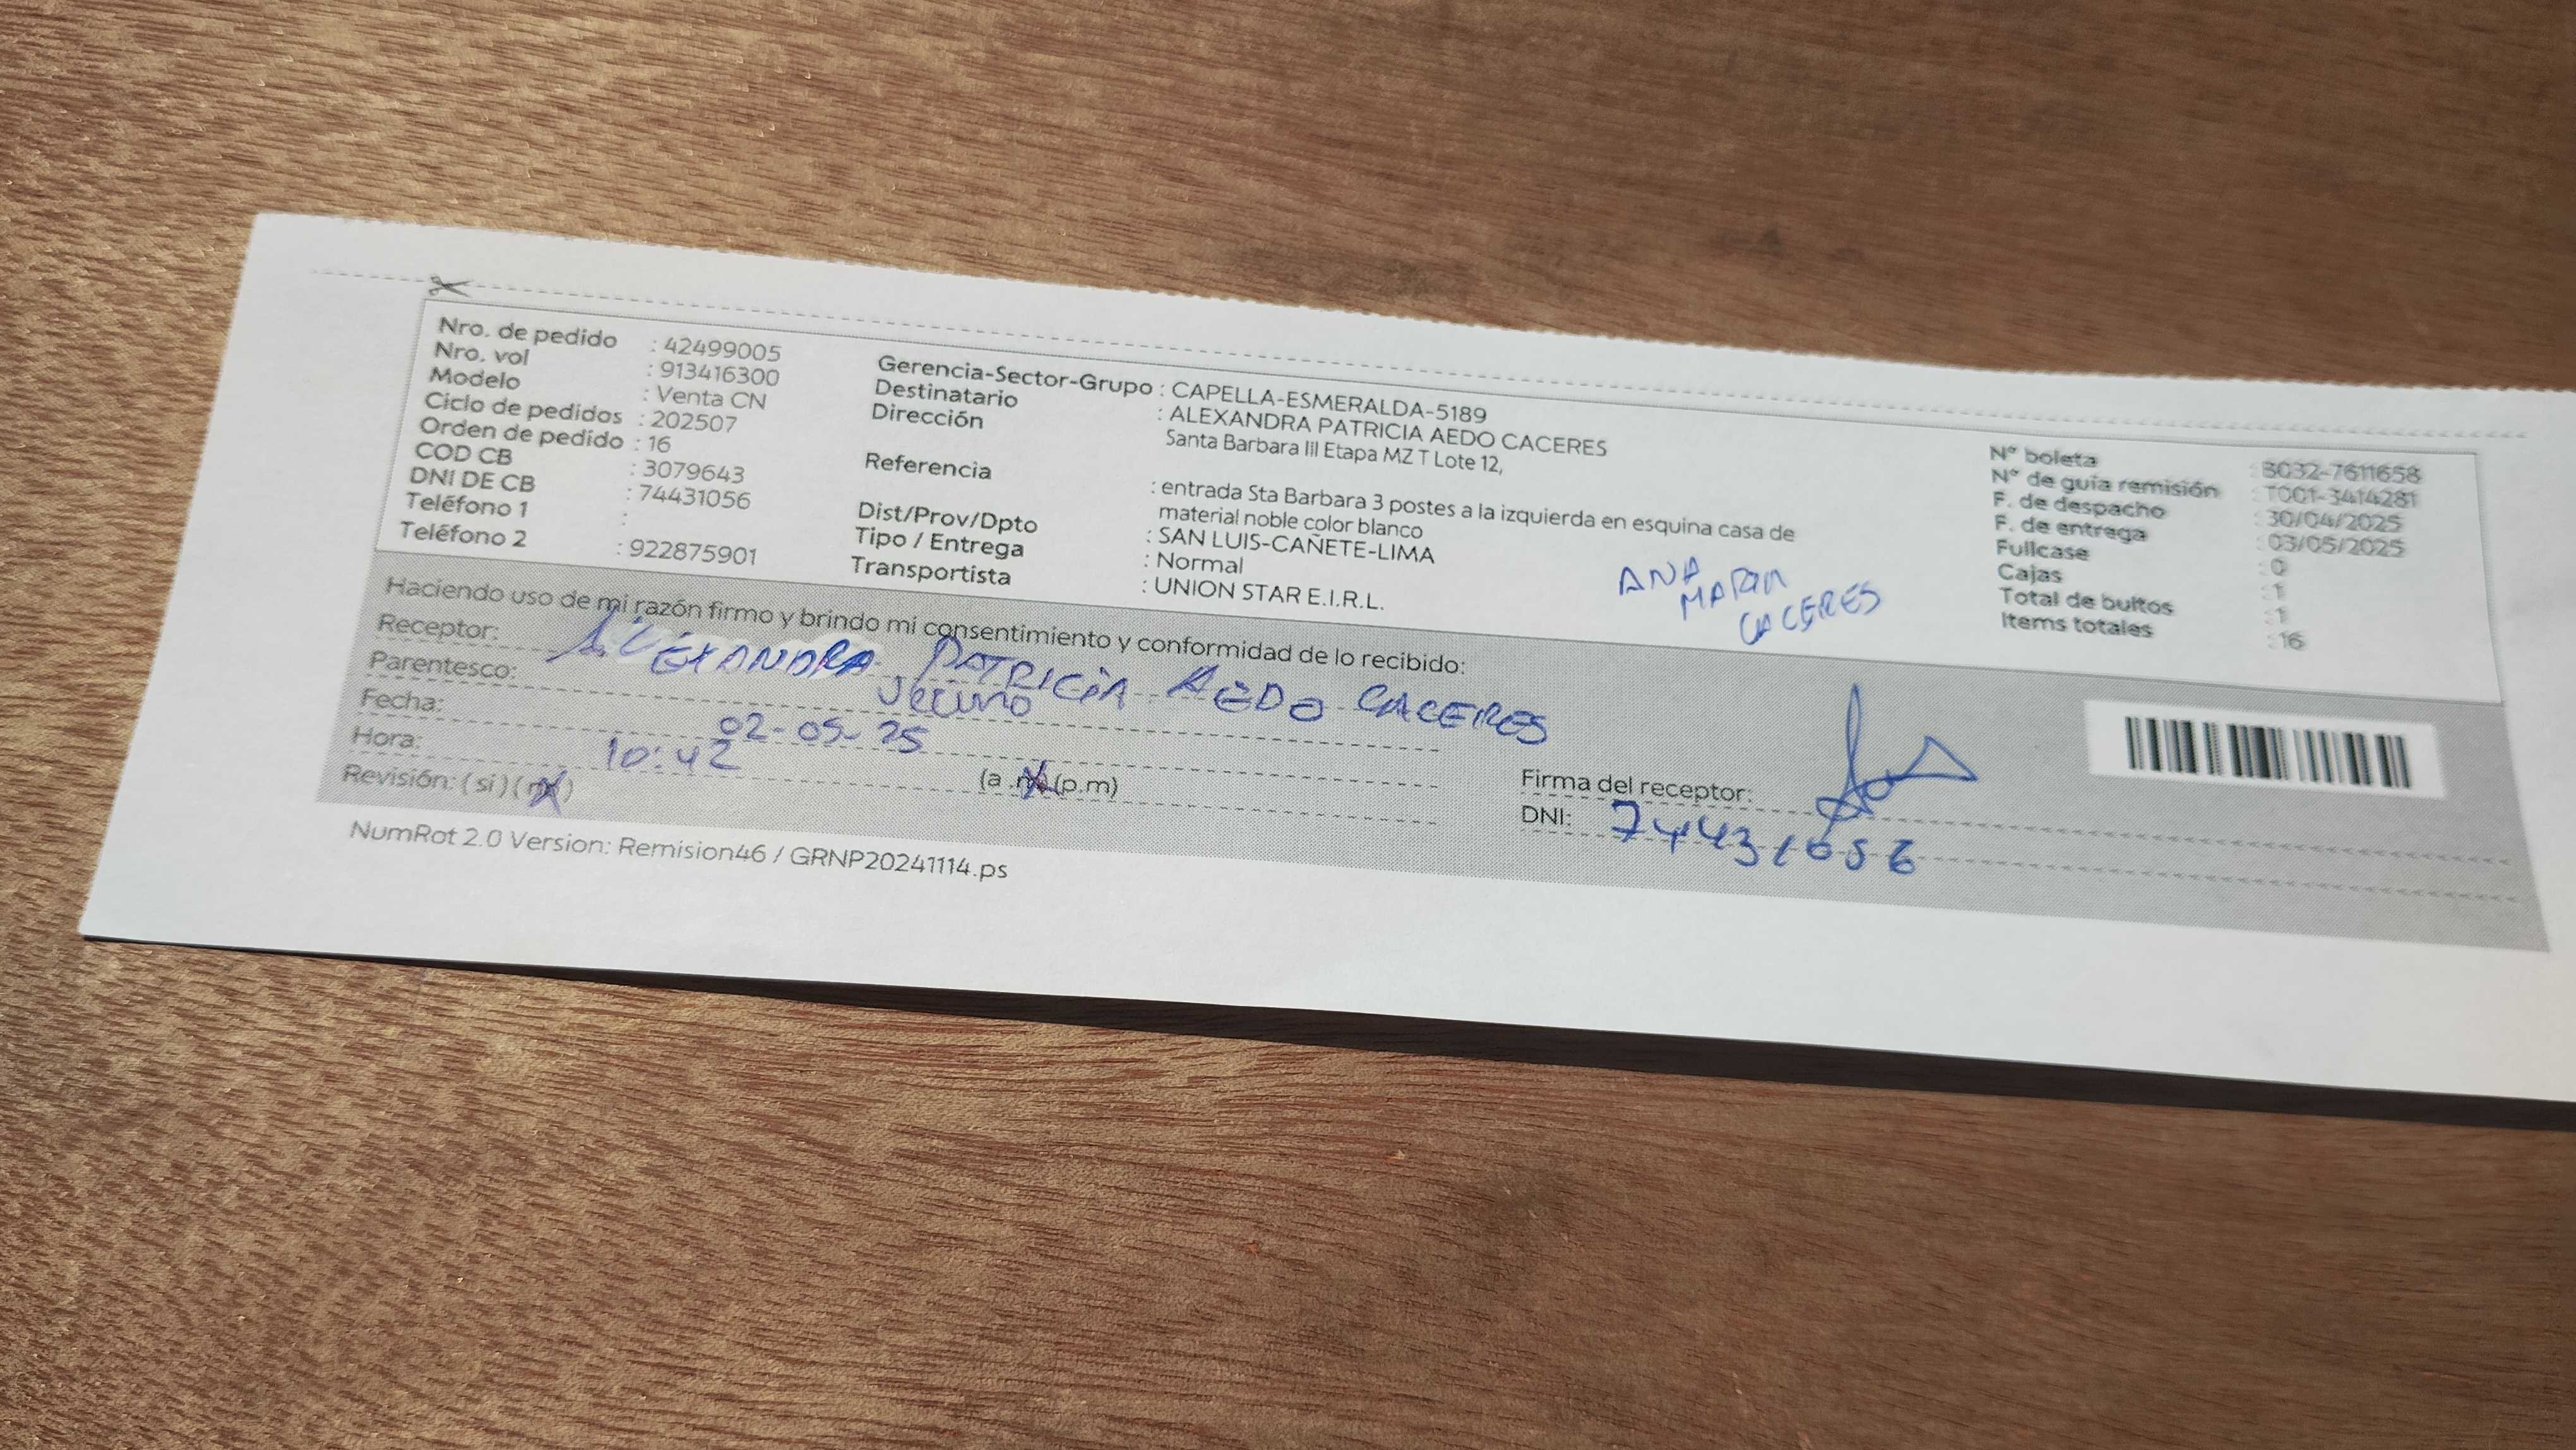 Nro. de pedido : 42499005
Nro. vol : 913416300
Modelo : Venta CN
Ciclo de pedidos : 202507
Orden de pedido : 16
COD CB : 3079643
DNI DE CB : 74431056
Teléfono 1 :
Teléfono 2 : 922875901
Gerencia-Sector-Grupo : CAPELLA-ESMERALDA-5189
Destinatario : ALEXANDRA PATRICIA AEDO CACERES
Dirección Santa Barbara III Etapa MZ T Lote 12,
Referencia : entrada Sta Barbara 3 postes a la izquierda en esquina casa de
material noble color blanco
Dist/Prov/Dpto : SAN LUIS-CAÑETE-LIMA
Tipo / Entrega : Normal
Transportista : UNION STAR E.I.R.L.
ANA
MARIA
CACERES
N° boleta : B032-7611658
N° de guía remisión : T001-3414281
F. de despacho : 30/04/2025
F. de entrega : 03/05/2025
Fullcase : 0
Cajas : 1
Total de bultos : 1
Items totales : 16
Haciendo uso de mi razón firmo y brindo mi consentimiento y conformidad de lo recibido:
Receptor: ALEXANDRA PATRICIA AEDO CACERES
Parentesco: vecino
Fecha: 02-05-25
Hora: 10:42 (a.m) (p.m)
Revisión: (si) (no)
Firma del receptor:
DNI: 74431056
NumRot 2.0 Version: Remision46 / GRNP20241114.ps